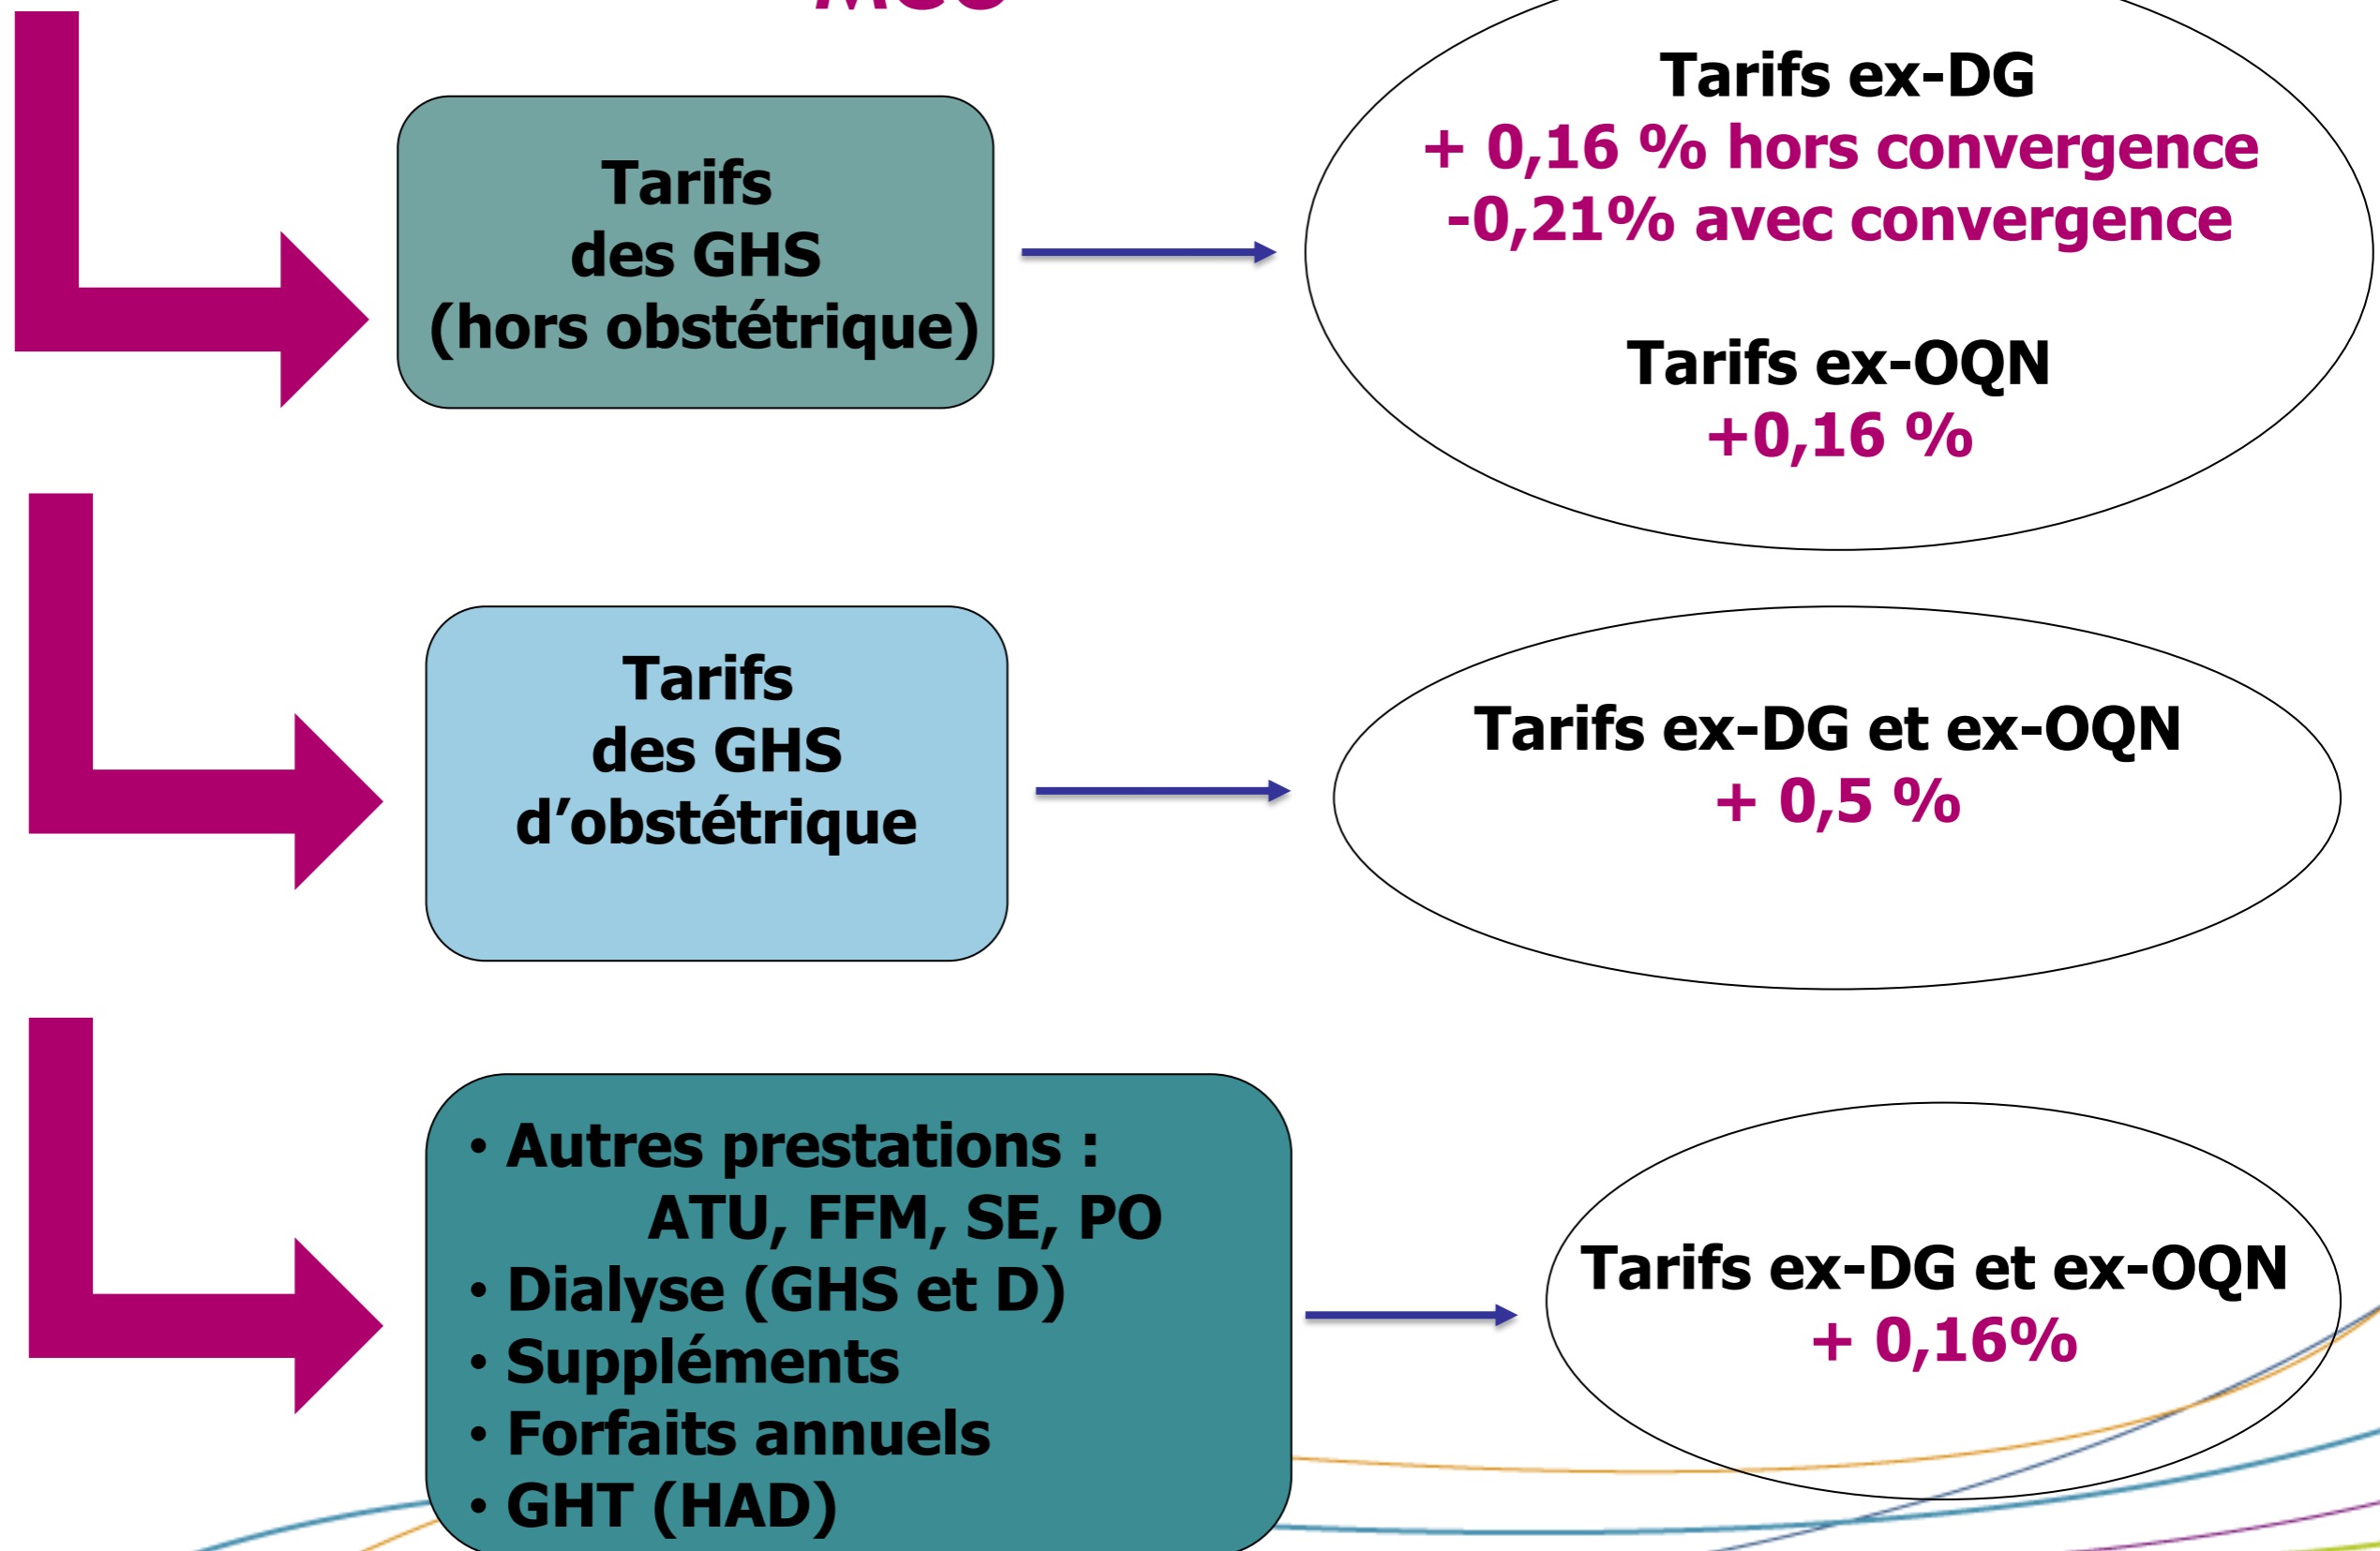 Tarifs
des GHS
(hors obstétrique)
Tarifs ex-DG
+ 0,16 % hors convergence
-0,21% avec convergence
Tarifs ex-OQN
+0,16 %
Tarifs
des GHS
d’obstétrique
Tarifs ex-DG et ex-OQN
+ 0,5 %
• Autres prestations :
ATU, FFM, SE, PO
• Dialyse (GHS et D)
• Suppléments
• Forfaits annuels
• GHT (HAD)
Tarifs ex-DG et ex-OQN
+ 0,16%